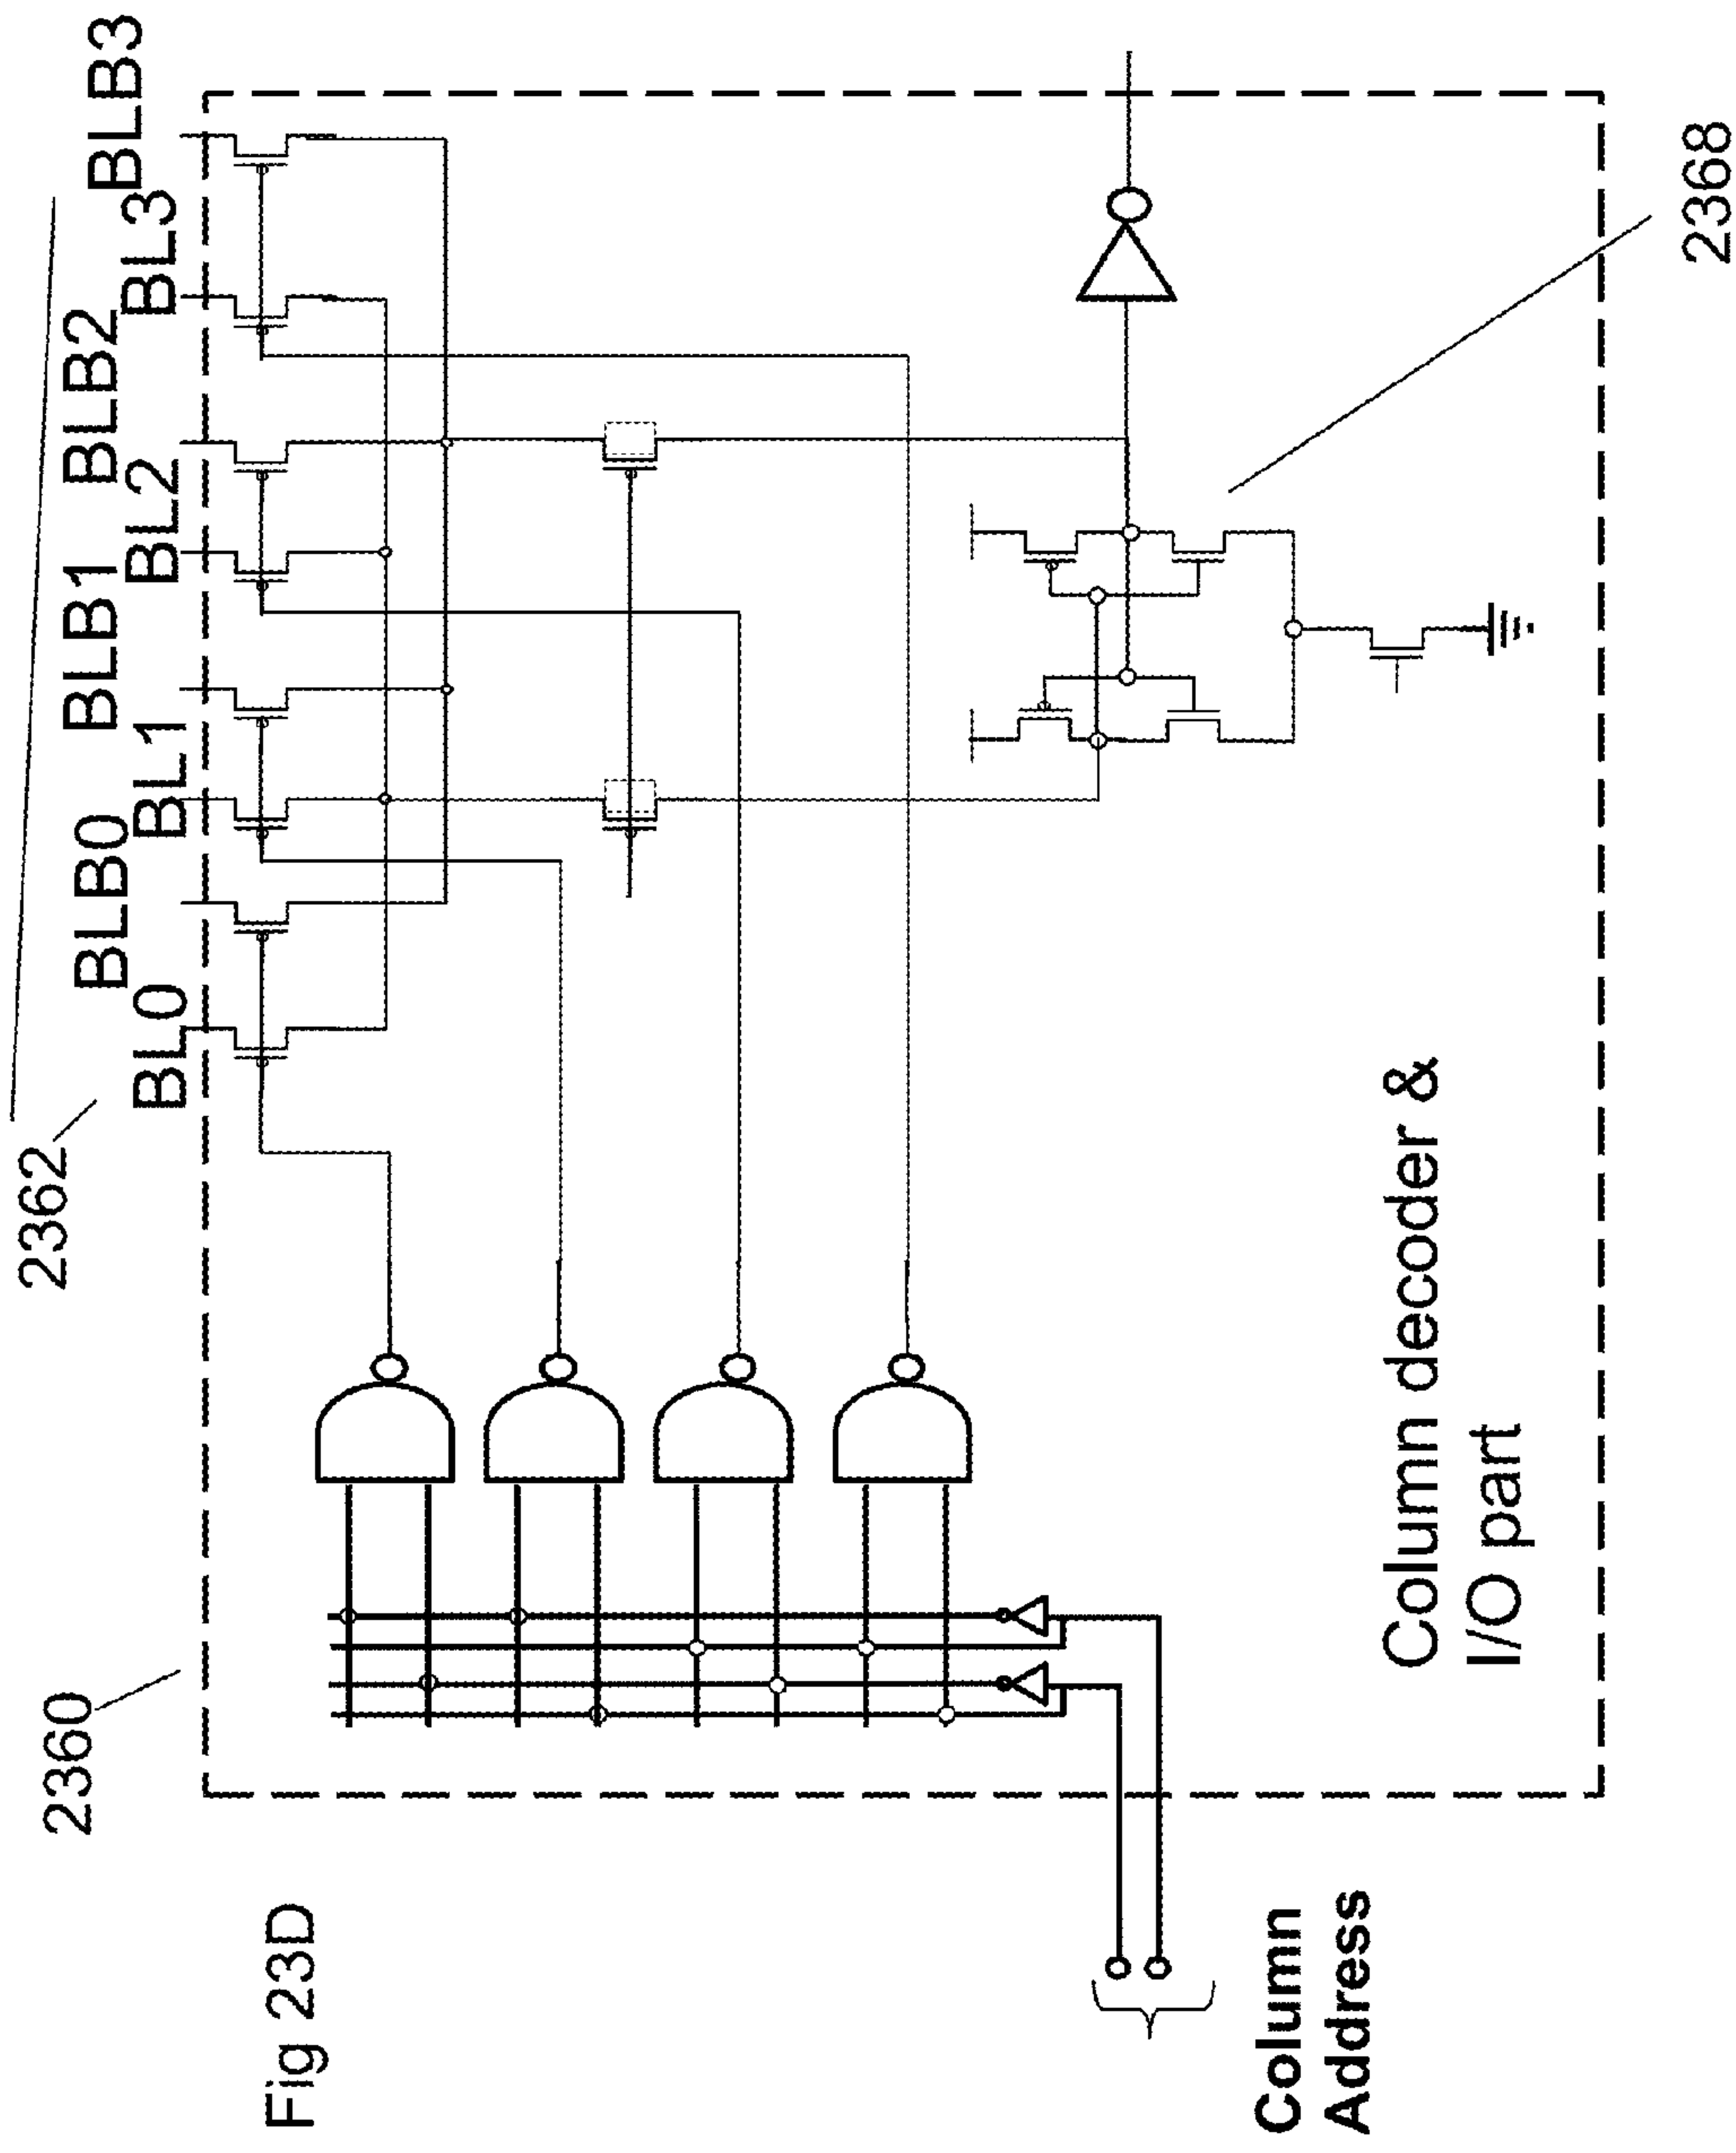 2360
2362
BL0
BLB0
BL1
BLB1
BL2
BLB2
BL3
BLB3
Fig 23D
Column
Address
Column decoder &
I/O part
2368